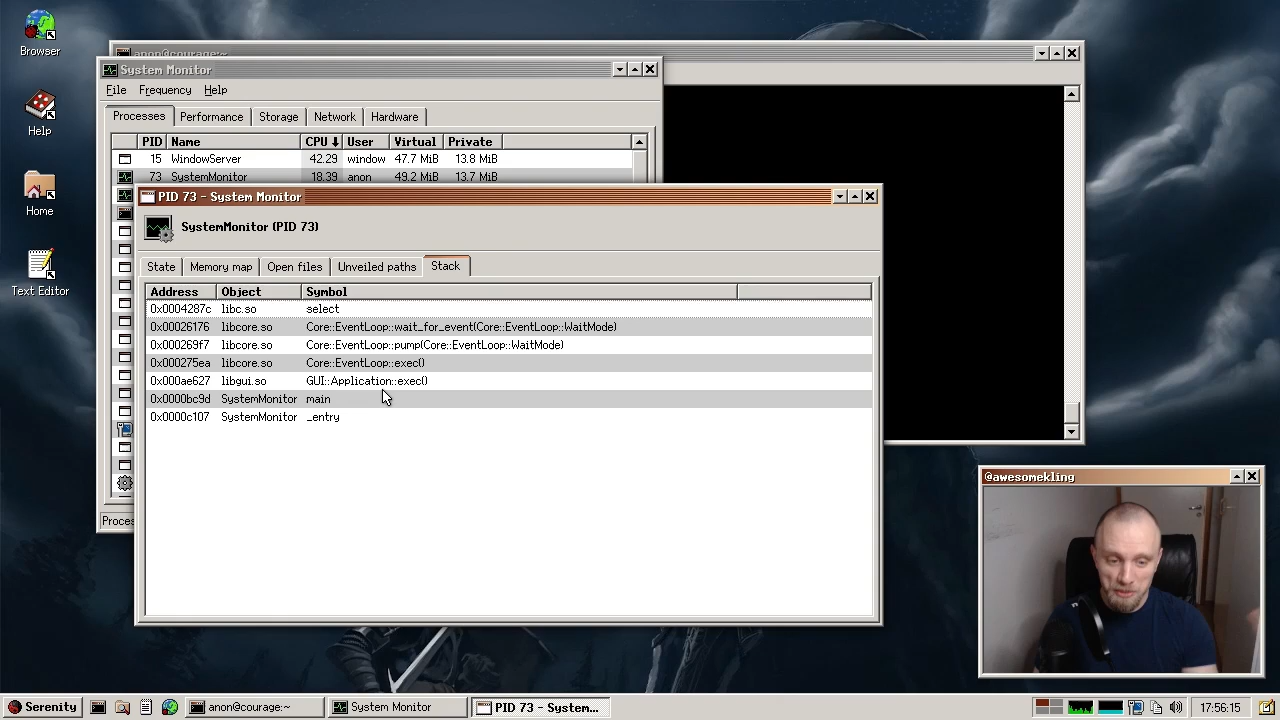 Browser
Help
Home
Text Editor
anon@courage:~
System Monitor
File Frequency Help
Processes Performance Storage Network Hardware
PID Name CPU User Virtual Private
15 WindowServer 42.29 window 47.7 MiB 13.8 MiB
73 SystemMonitor 18.39 anon 49.2 MiB 13.7 MiB
PID 73 - System Monitor
SystemMonitor (PID 73)
State Memory map Open files Unveiled paths Stack
Address Object Symbol
0x0004287c libc.so select
0x00026176 libcore.so Core::EventLoop::wait_for_event(Core::EventLoop::WaitMode)
0x000269f7 libcore.so Core::EventLoop::pump(Core::EventLoop::WaitMode)
0x000275ea libcore.so Core::EventLoop::exec()
0x000ae627 libgui.so GUI::Application::exec()
0x0000bc9d SystemMonitor main
0x0000c107 SystemMonitor _entry
Proces
@awesomekling
Serenity anon@courage:~ System Monitor PID 73 - System... 17:56:15